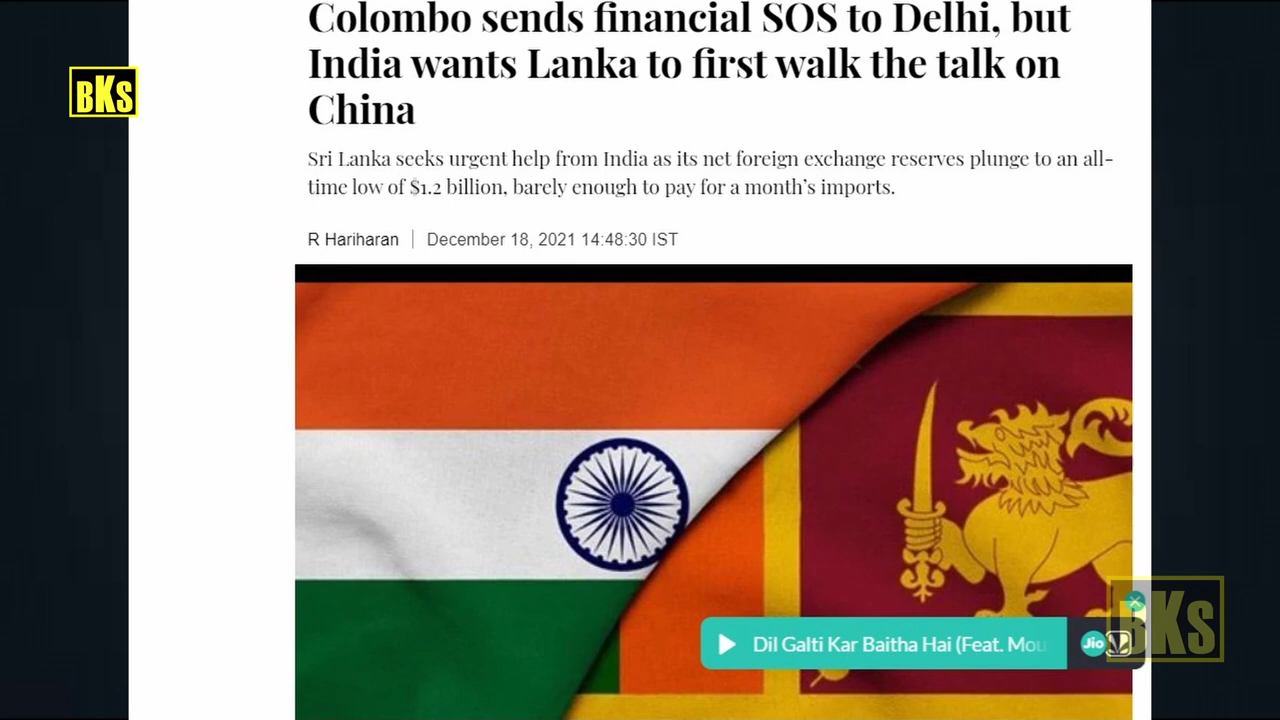 Colombo sends financial SOS to Delhi, but
India wants Lanka to first walk the talk on
China
BKs
Sri Lanka seeks urgent help from India as its net foreign exchange reserves plunge to an all-
time low of $1.2 billion, barely enough to pay for a month's imports.
R Hariharan | December 18, 2021 14:48:30 IST
Dil Galti Kar Baitha Hai (Feat. Mou
Jio
BKs